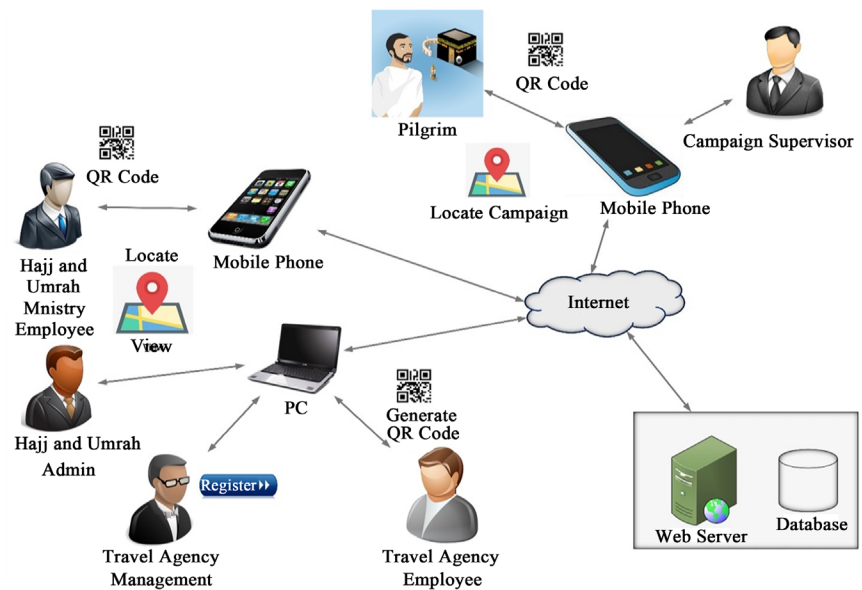 QR Code
Pilgrim
Campaign Supervisor
QR Code
Locate Campaign
Mobile Phone
Locate
Mobile Phone
Hajj and
Umrah
Mnistry
Employee
Internet
View
PC
Generate
QR Code
Hajj and Umrah
Admin
Register
Web Server
Database
Travel Agency
Management
Travel Agency
Employee